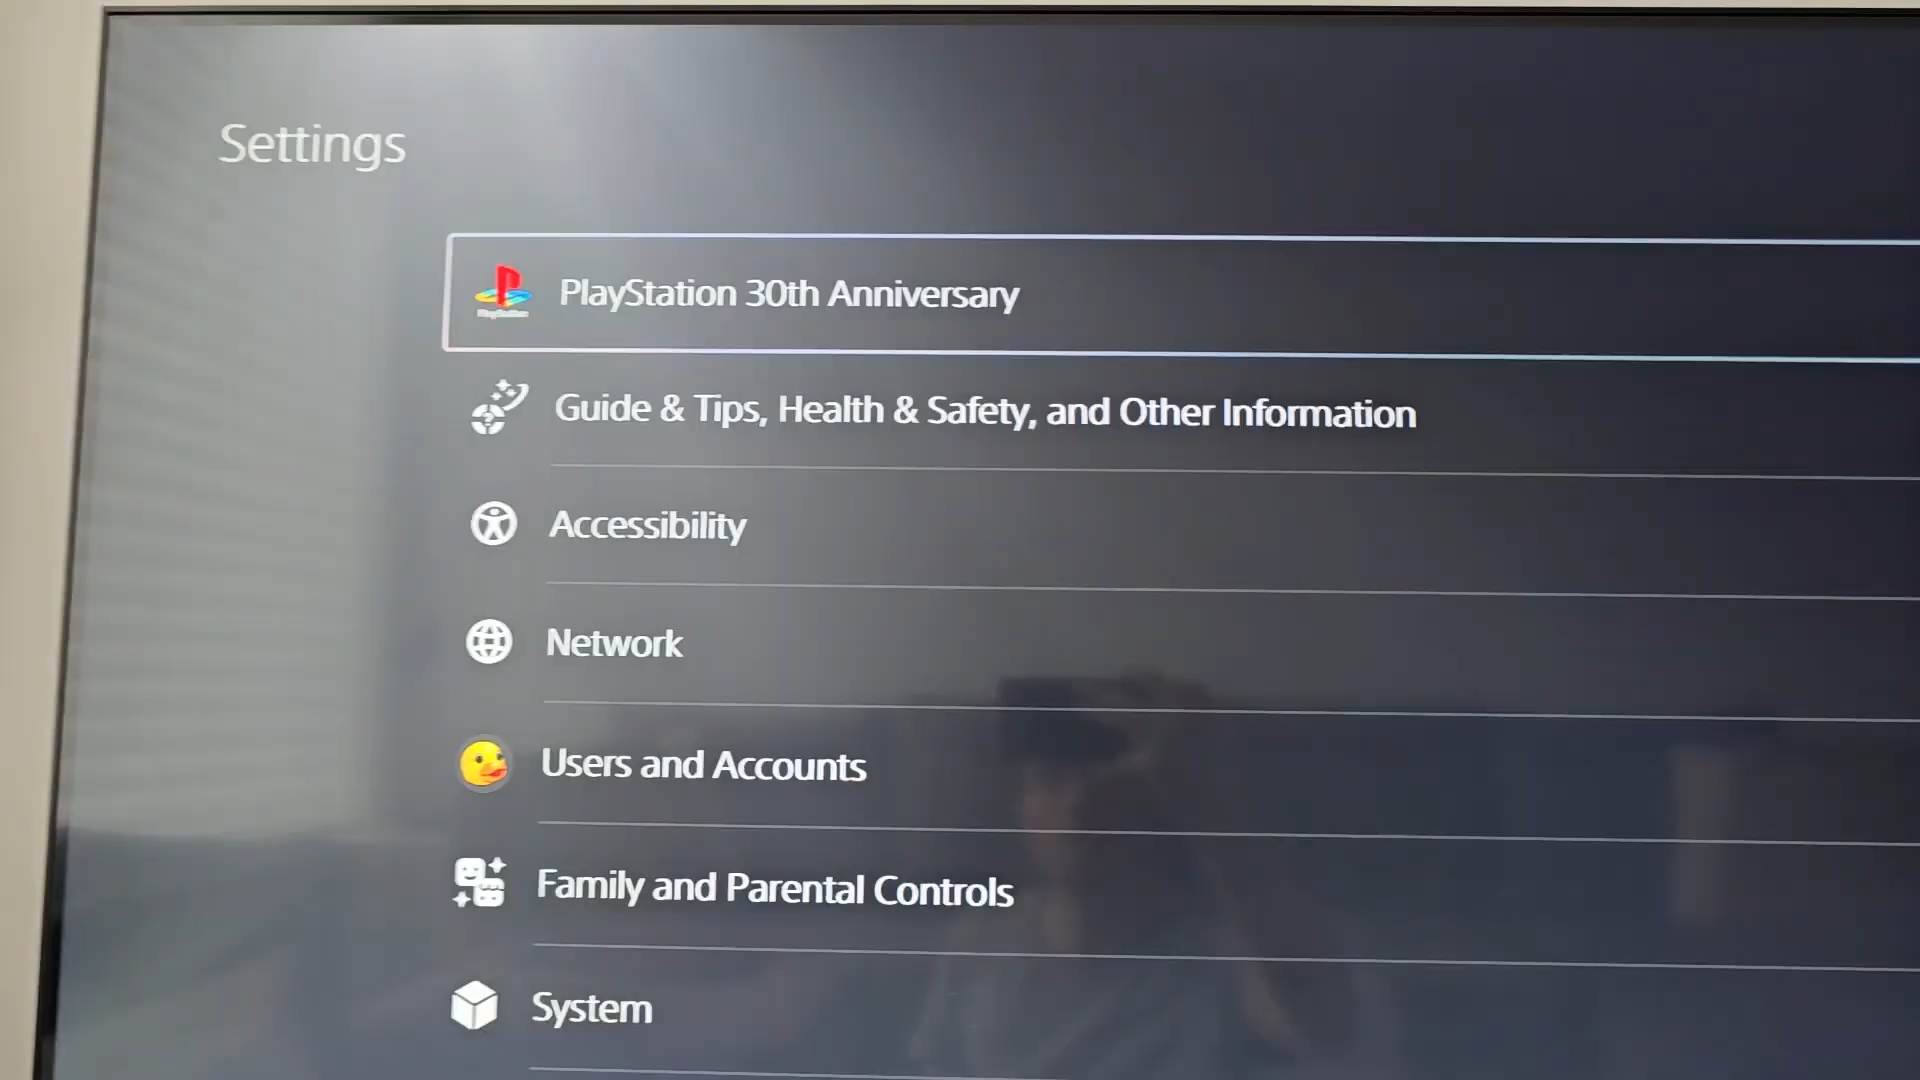 Settings
PlayStation 30th Anniversary
Guide & Tips, Health & Safety, and Other Information
Accessibility
Network
Users and Accounts
Family and Parental Controls
System